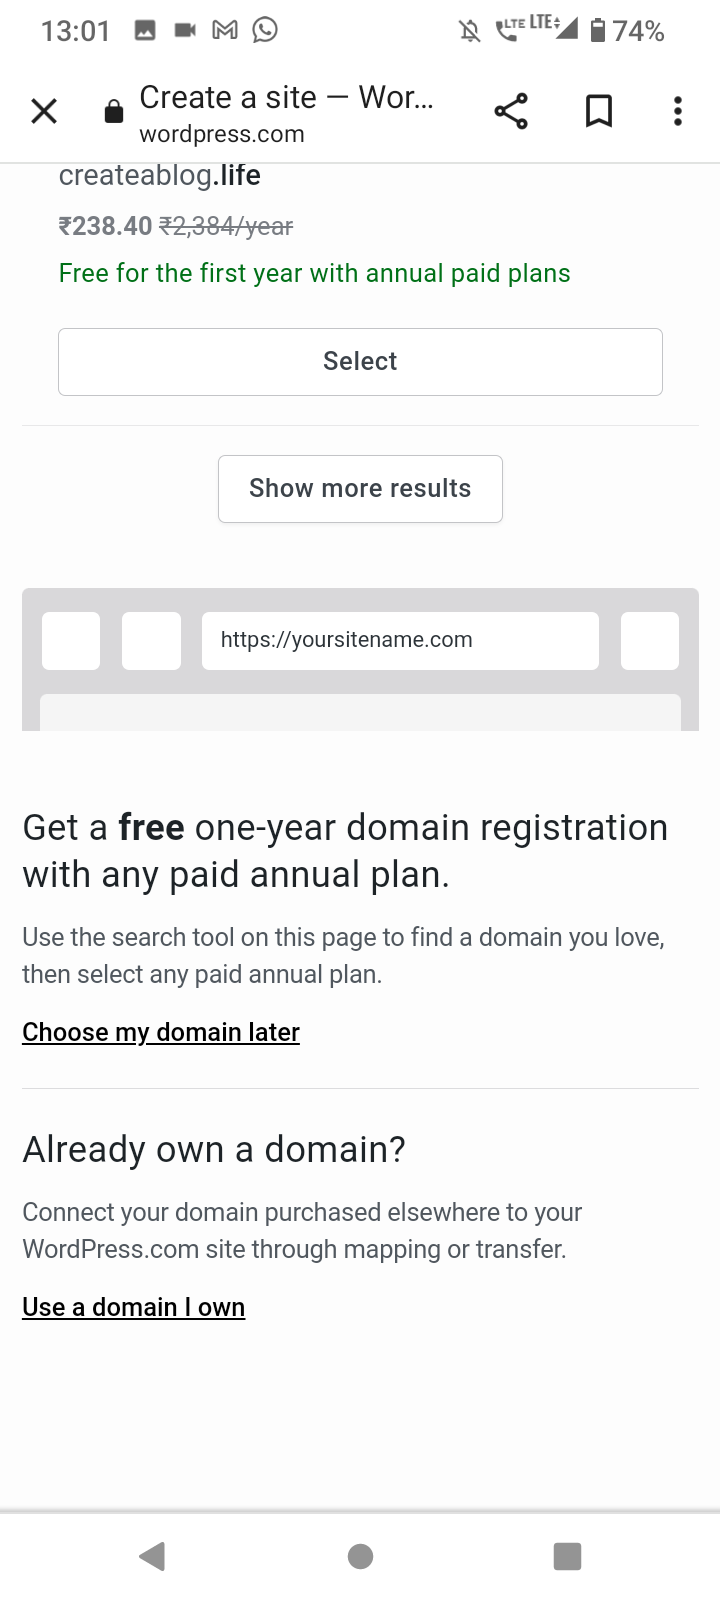 13:01 LTE LTE 74%
Create a site — Wor...
wordpress.com
createablog.life
₹238.40 ₹2,384/year
Free for the first year with annual paid plans
Select
Show more results
https://yoursitename.com
Get a free one-year domain registration
with any paid annual plan.
Use the search tool on this page to find a domain you love,
then select any paid annual plan.
Choose my domain later
Already own a domain?
Connect your domain purchased elsewhere to your
WordPress.com site through mapping or transfer.
Use a domain I own